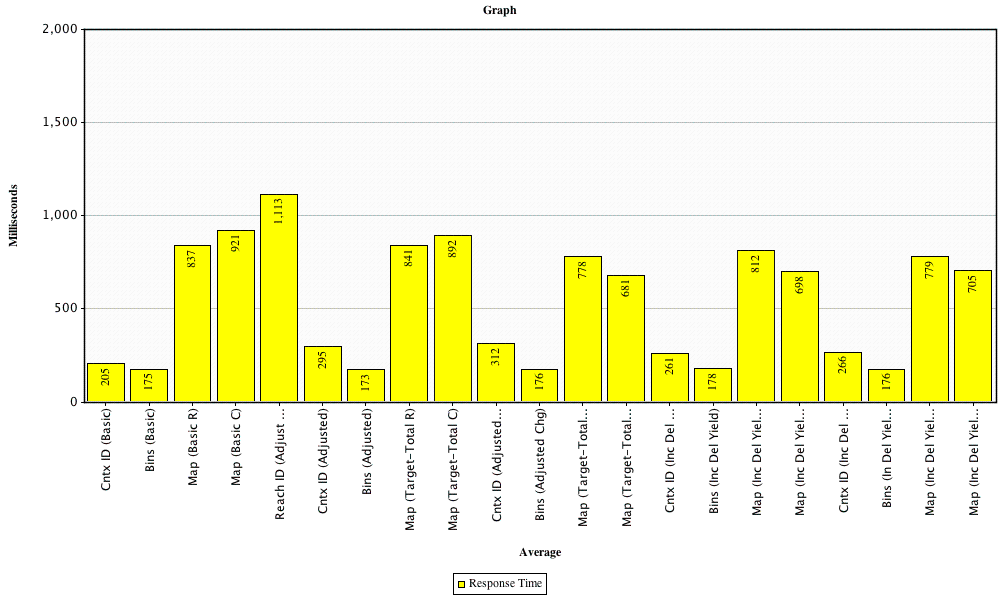 Graph
Milliseconds
2,000
1,500
1,000
500
0
205
175
837
921
1,113
295
173
841
892
312
176
778
681
261
178
812
698
266
176
779
705
Cntx ID (Basic)
Bins (Basic)
Map (Basic R)
Map (Basic C)
Reach ID (Adjust ...
Cntx ID (Adjusted)
Bins (Adjusted)
Map (Target-Total R)
Map (Target-Total C)
Cntx ID (Adjusted...
Bins (Adjusted Chg)
Map (Target-Total...
Map (Target-Total...
Cntx ID (Inc Del ...
Bins (Inc Del Yield)
Map (Inc Del Yiel...
Map (Inc Del Yiel...
Cntx ID (Inc Del ...
Bins (In Del Yiel...
Map (Inc Del Yiel...
Map (Inc Del Yiel...
Average
Response Time